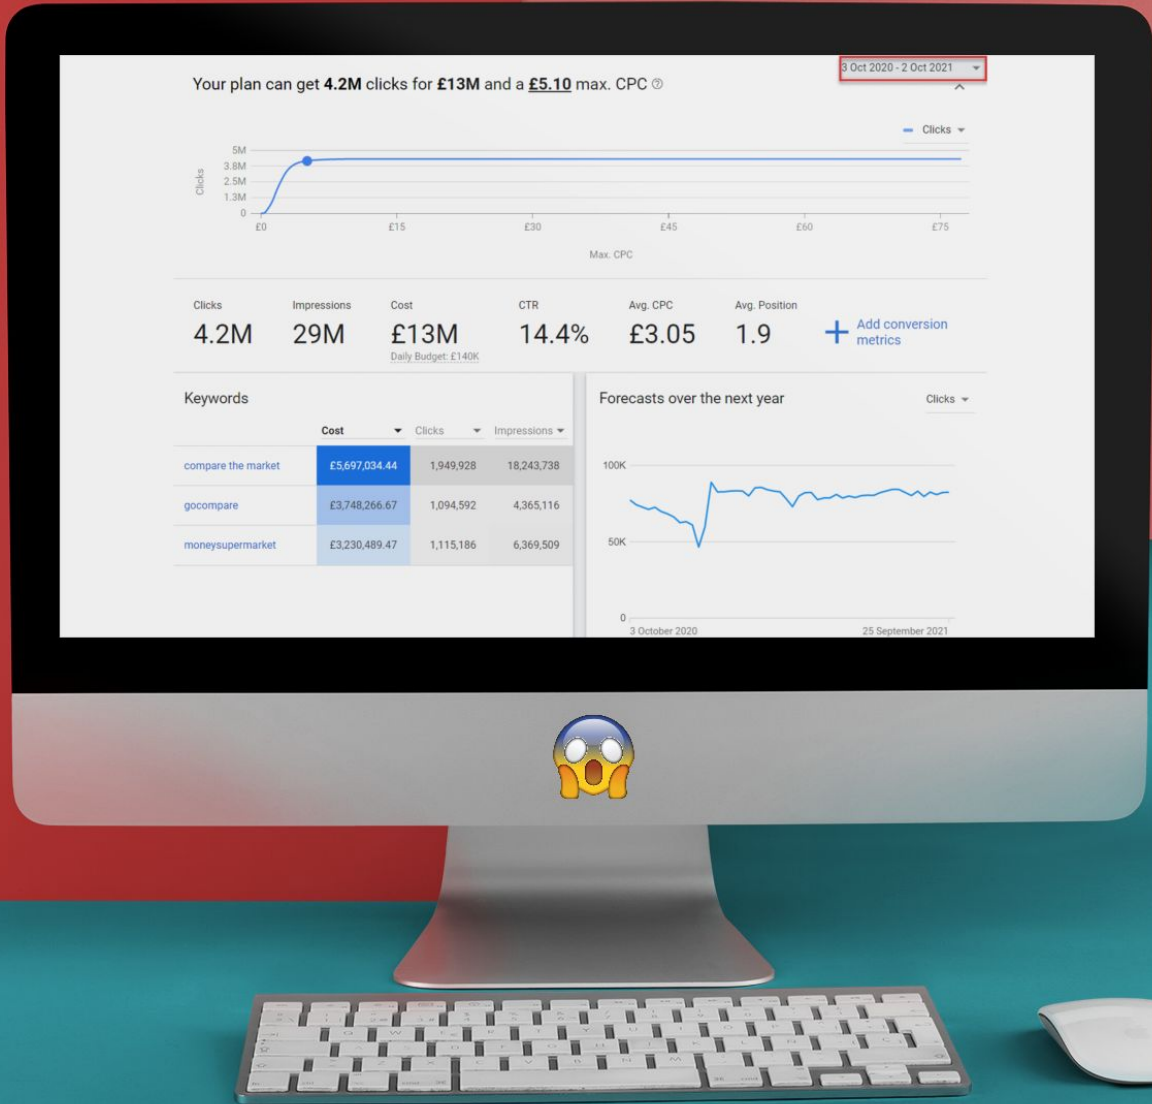 3 Oct 2020 - 2 Oct 2021
Your plan can get 4.2M clicks for £13M and a £5.10 max. CPC
Clicks
5M
3.8M
2.5M
1.3M
0
Clicks
£0 £15 £30 £45 £60 £75
Max. CPC
Clicks Impressions Cost CTR Avg. CPC Avg. Position
4.2M 29M £13M 14.4% £3.05 1.9
Daily Budget: £140K
Add conversion
metrics
Keywords
Cost Clicks Impressions
compare the market £5,697,034.44 1,949,928 18,243,738
gocompare £3,748,266.67 1,094,592 4,365,116
moneysupermarket £3,230,489.47 1,115,186 6,369,509
Forecasts over the next year
Clicks
100K
50K
0
3 October 2020 25 September 2021